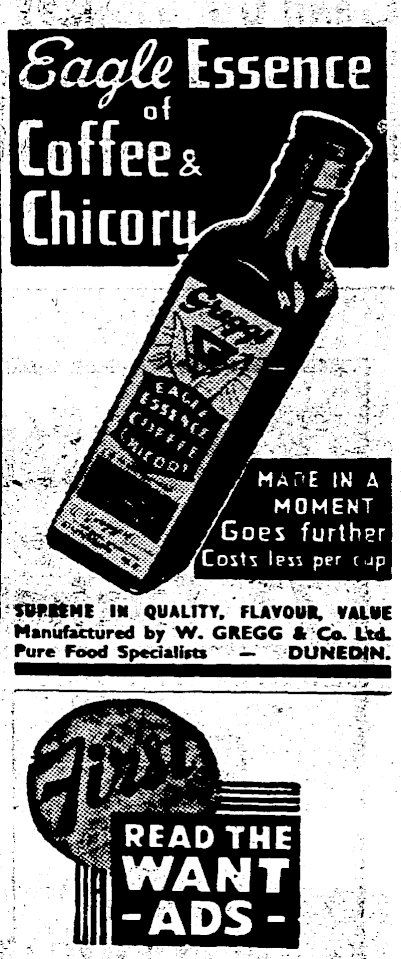 Eagle Essence
of
Coffee &
Chicory
Gregg's
EAGLE
ESSENCE
COFFEE
CHICORY
MADE IN A
MOMENT
Goes further
Costs less per cup
SUPREME IN QUALITY, FLAVOUR, VALUE
Manufactured by W. GREGG & Co. Ltd.
Pure Food Specialists — DUNEDIN.
First
READ THE
WANT
-ADS-